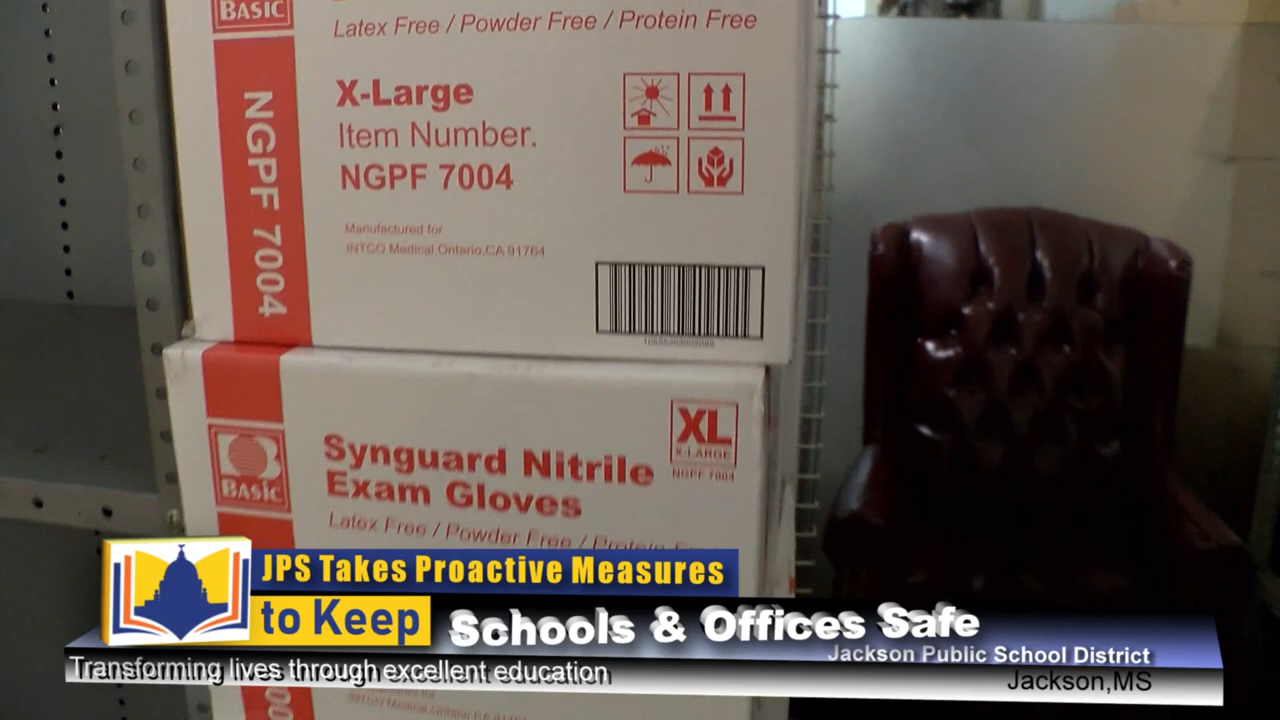 BASIC
Latex Free / Powder Free / Protein Free
X-Large
Item Number.
NGPF 7004
NGPF 7004
Manufactured for
INTCO Medical,Ontario,CA 91764
XL
X-LARGE
NGPF 7004
BASIC
Synguard Nitrile
Exam Gloves
Latex Free / Powder Free / Protein
JPS Takes Proactive Measures
to Keep
Schools & Offices Safe
Jackson Public School District
Transforming lives through excellent education
Jackson,MS